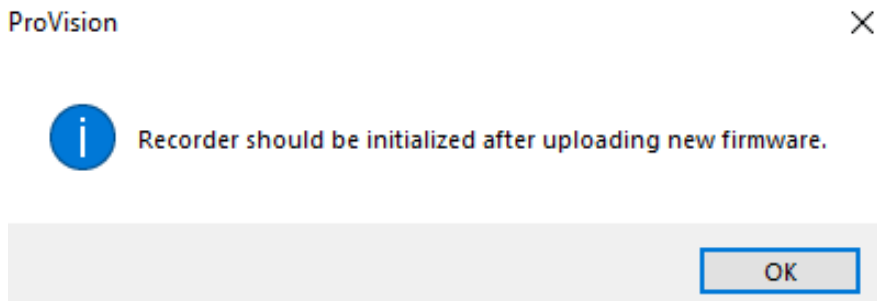 ProVision
Recorder should be initialized after uploading new firmware.
OK